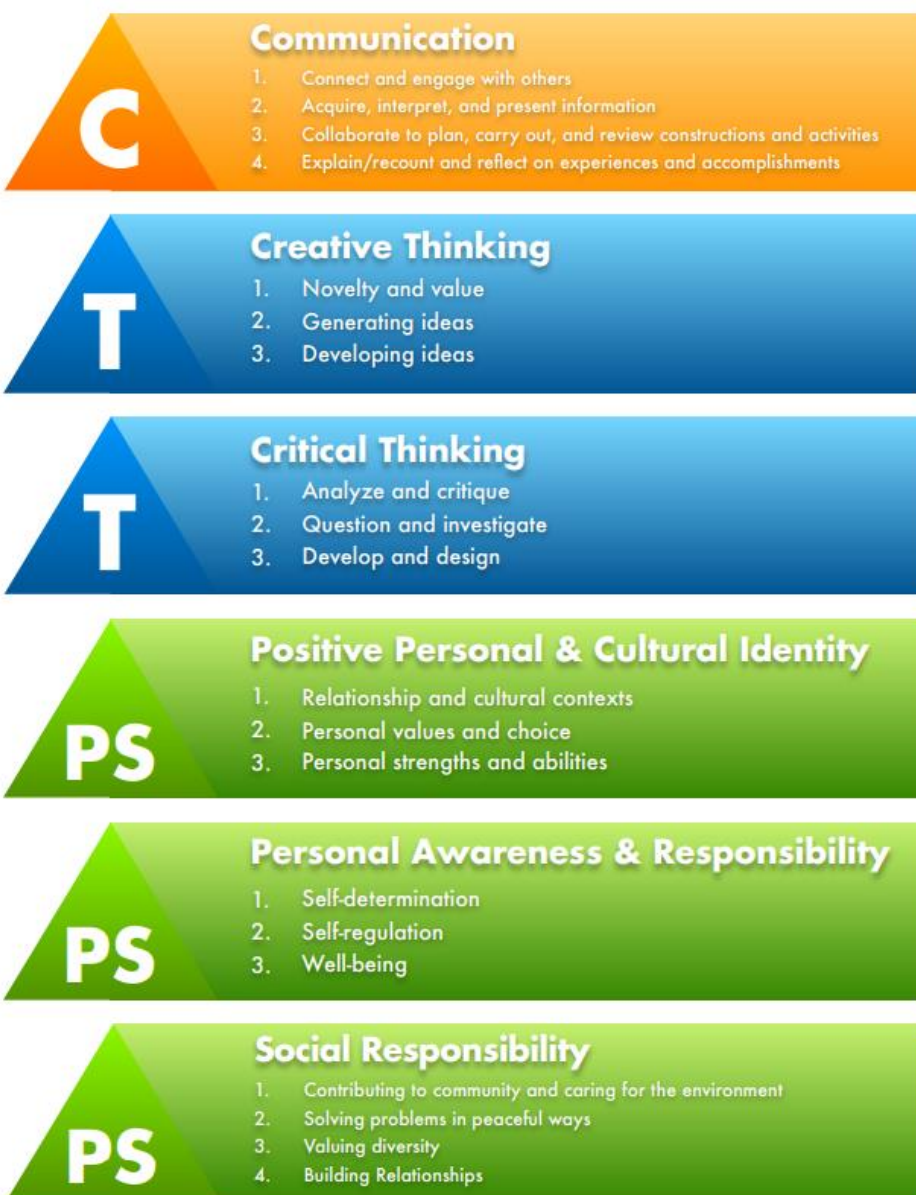 Communication
1. Connect and engage with others
2. Acquire, interpret, and present information
3. Collaborate to plan, carry out, and review constructions and activities
4. Explain/recount and reflect on experiences and accomplishments
C
Creative Thinking
1. Novelty and value
2. Generating ideas
3. Developing ideas
T
Critical Thinking
1. Analyze and critique
2. Question and investigate
3. Develop and design
T
Positive Personal & Cultural Identity
1. Relationship and cultural contexts
2. Personal values and choice
3. Personal strengths and abilities
PS
Personal Awareness & Responsibility
1. Self-determination
2. Self-regulation
3. Well-being
PS
Social Responsibility
1. Contributing to community and caring for the environment
2. Solving problems in peaceful ways
3. Valuing diversity
4. Building Relationships
PS